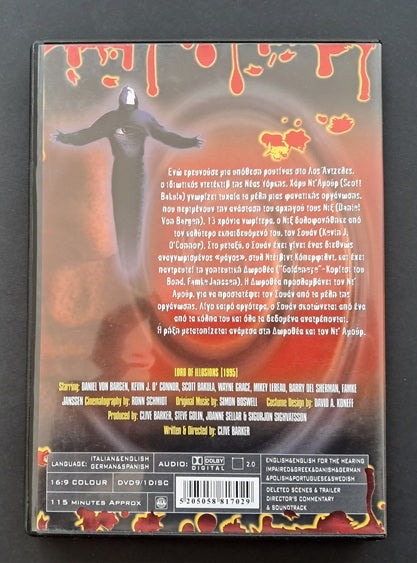 Ενώ ερευνούσε μια υπόθεση ρουτίνας στο Λος Άντζελες,
ο ιδιωτικός ντετέκτιβ της Νέας Υόρκης, Χάρυ Ντ'Αμούρ (Scott
Bakula) γνωρίζει τυχαία τα μέλη μιας φανατικής οργάνωσης,
που περιμένουν την ανάσταση του αρχηγού τους Νιξ (Daniel
Von Bergen). 13 χρόνια νωρίτερα, ο Νιξ δολοφονήθηκε από
τον καλύτερο εκπαιδευόμενό του, τον Σουάν (Kevin J.
O'Connor). Στο μεταξύ, ο Σουάν έχει γίνει ένας διεθνώς
αναγνωρισμένος «μάγος», στυλ Ντέιβιντ Κόπερφιλντ, και έχει
παντρευτεί τη γοητευτική Δωροθέα ("Goldeneye"-Κορίτσι του
Bond, Famke Janssen). Η Δωροθέα προσλαμβάνει τον Ντ'
Αμούρ, για να προστατέψει τον Σουάν από τα μέλη της
οργάνωσης. Λίγο καιρό αργότερα, ο Σουάν σκοτώνεται από ένα
από τα κόλπα του και όλα τα δεδομένα ανατρέπονται.
Η ράξη μετατοπίζεται ανάμεσα στη Δωροθέα και τον Ντ' Αμούρ.
LORD OF ILLUSIONS (1995)
Starring: DANIEL VON BARGEN, KEVIN J. O' CONNOR, SCOTT BAKULA, WAYNE GRACE, MIKEY LEBEAU, BARRY DEL SHERMAN, FAMKE
JANSSEN Cinematography by: RONN SCHMIDT Original Music by: SIMON BOSWELL Costume Design by: DAVID A. KONEFF
Produced by: CLIVE BARKER, STEVE GOLIN, JOANNE SELLAR & SIGURJON SIGHVATSSON
Written & Directed by: CLIVE BARKER
LANGUAGE: ITALIAN&ENGLISH
GERMAN&SPANISH
AUDIO: DOLBY
DIGITAL 2.0
16:9 COLOUR DVD9/1DISC
115 MINUTES APPROX
5 205058 817029
ENGLISH&ENGLISH FOR THE HEARING
IMPAIRED&GREEK&DANISH&GERMAN
&POLISH&PORTUGUESE&SWEDISH
DELETED SCENES & TRAILER
DIRECTOR'S COMMENTARY
& SOUNDTRACK